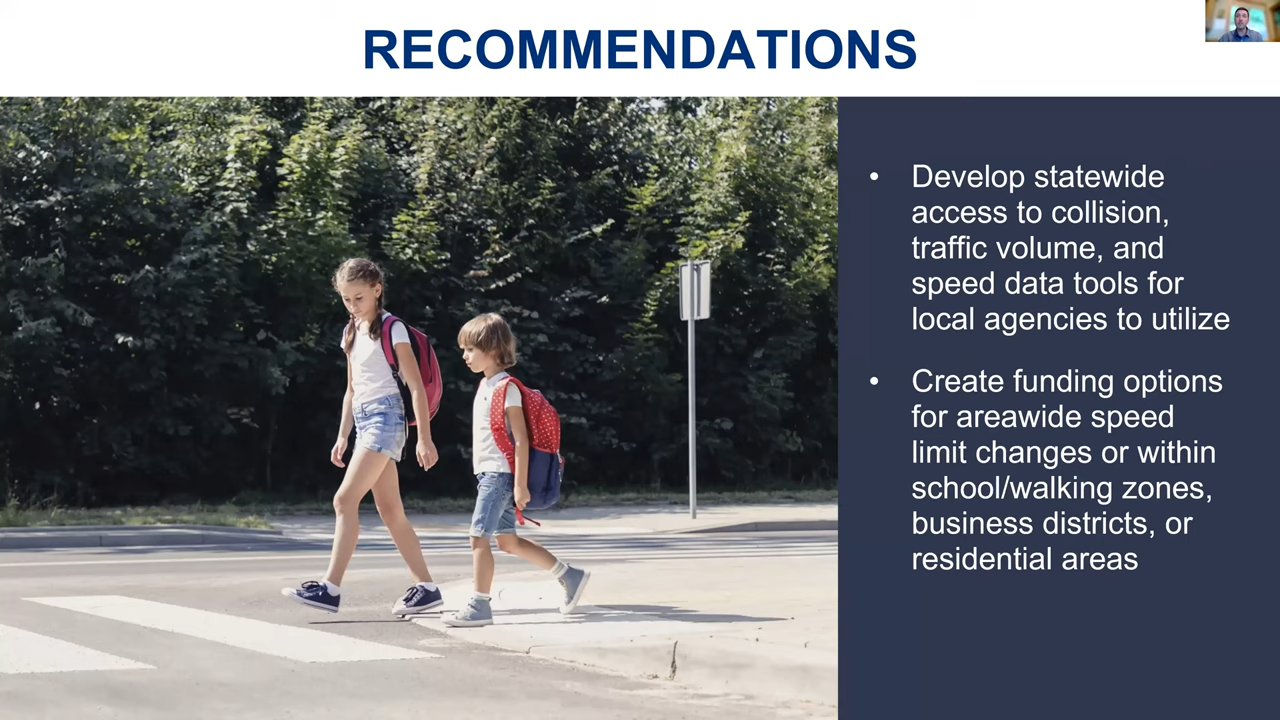 RECOMMENDATIONS
• Develop statewide
access to collision,
traffic volume, and
speed data tools for
local agencies to utilize
• Create funding options
for areawide speed
limit changes or within
school/walking zones,
business districts, or
residential areas